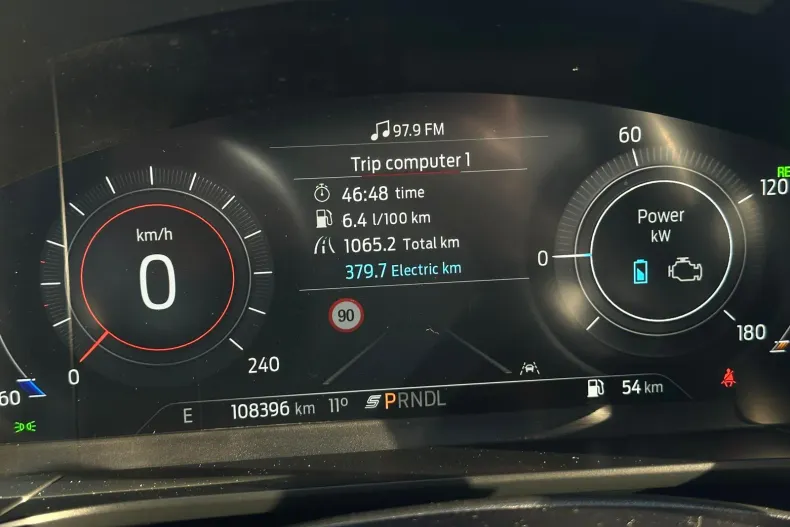 97.9 FM
Trip computer 1
46:48 time
6.4 l/100 km
1065.2 Total km
379.7 Electric km
km/h
0
0
240
90
60
0
60
120
180
Power
kW
E 108396 km 11° S PRNDL 54 km
RE